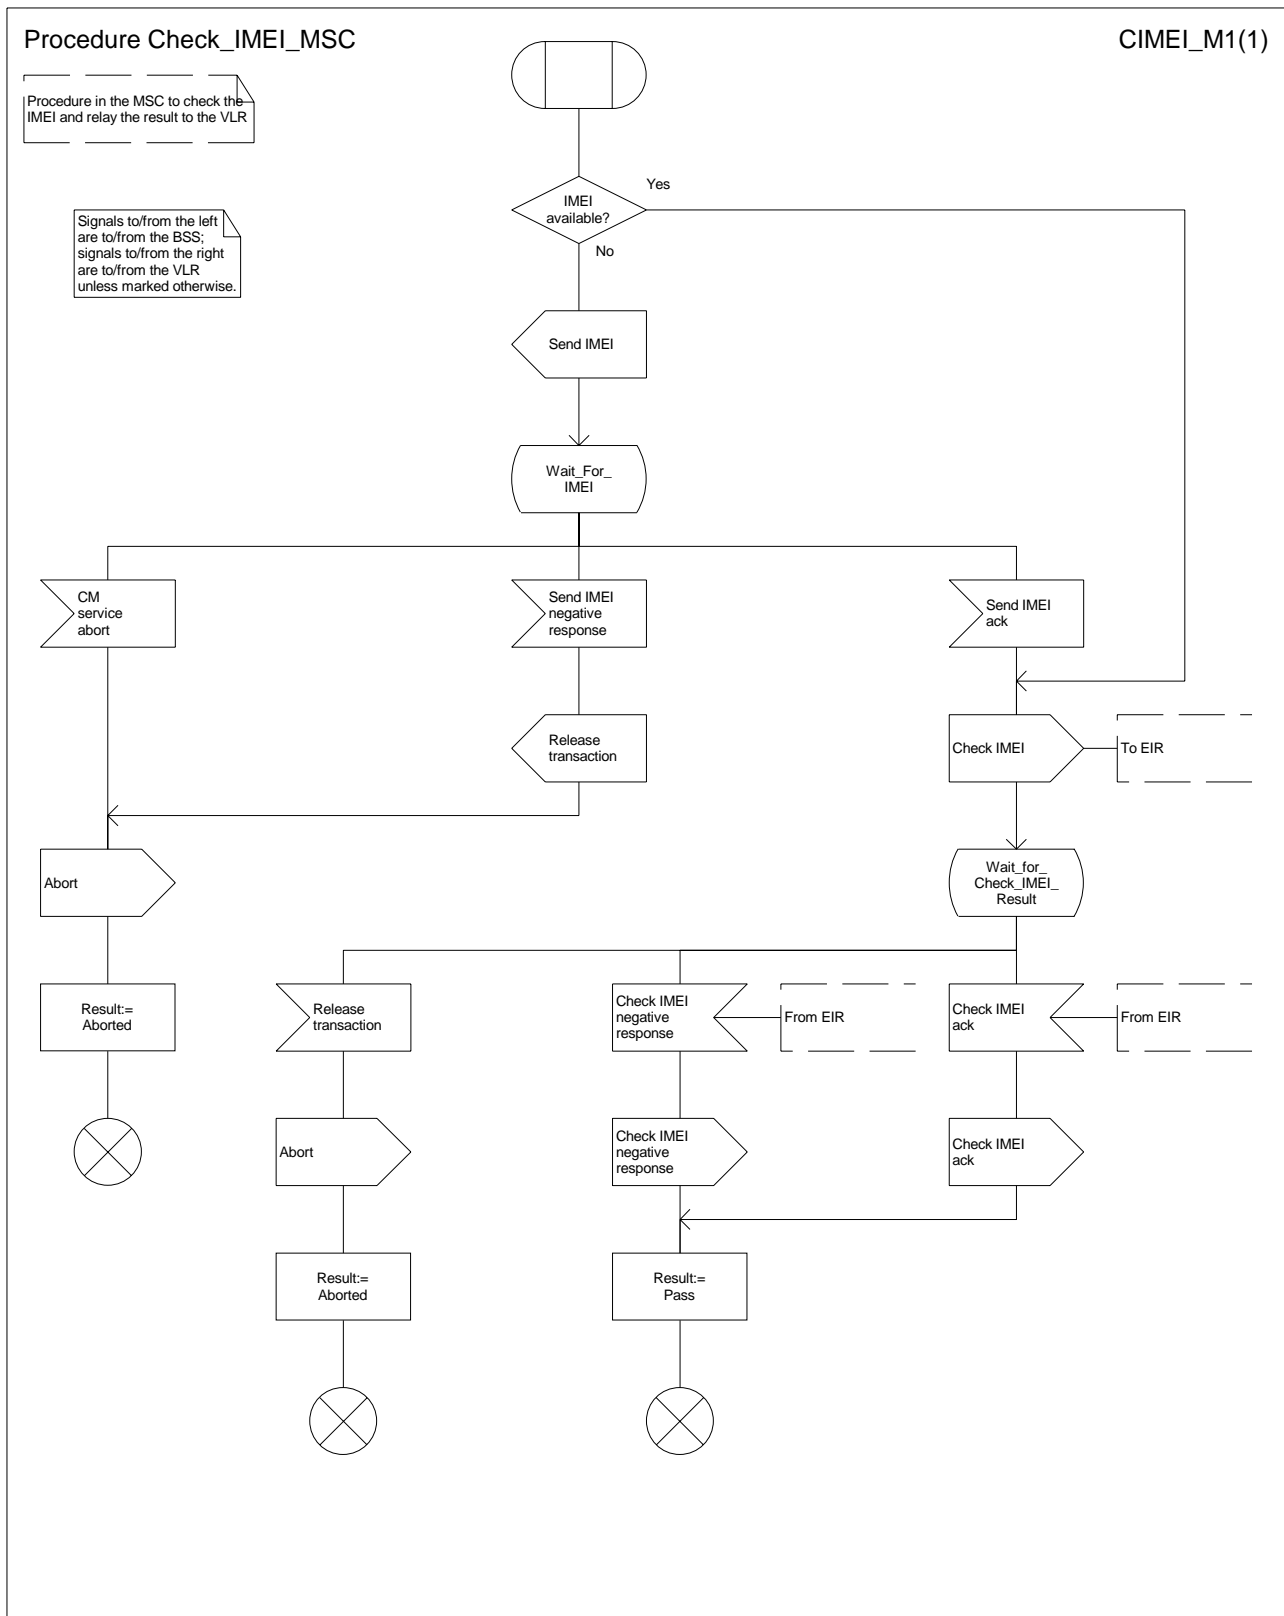 Procedure Check_IMEI_MSC
CIMEI_M1(1)
Procedure in the MSC to check the
IMEI and relay the result to the VLR
Signals to/from the left
are to/from the BSS;
signals to/from the right
are to/from the VLR
unless marked otherwise.
IMEI
available?
Yes
No
Send IMEI
Wait_For_
IMEI
CM
service
abort
Send IMEI
negative
response
Send IMEI
ack
Release
transaction
Check IMEI
To EIR
Abort
Wait_for_
Check_IMEI_
Result
Result:=
Aborted
Release
transaction
Check IMEI
negative
response
From EIR
Check IMEI
ack
From EIR
Abort
Check IMEI
negative
response
Check IMEI
ack
Result:=
Aborted
Result:=
Pass